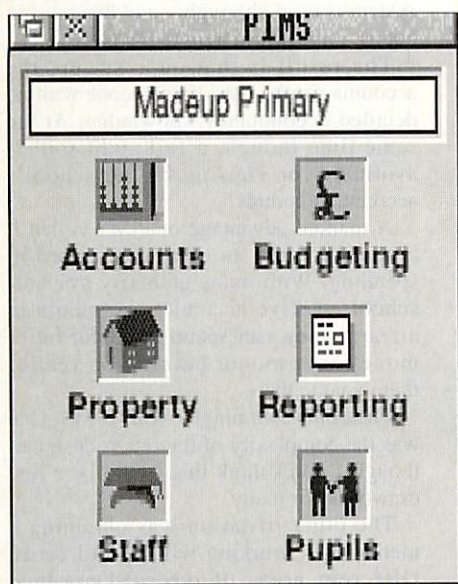 PIMS
Madeup Primary
Accounts Budgeting
Property Reporting
Staff Pupils